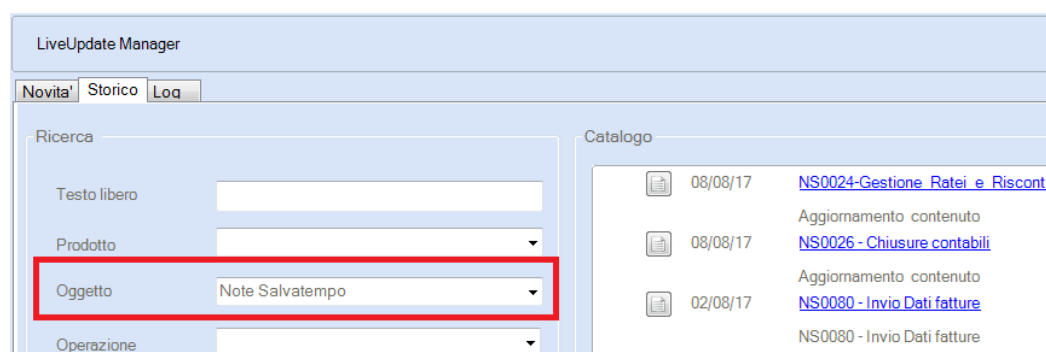 LiveUpdate Manager
Novita' Storico Log
Ricerca
Testo libero
Prodotto
Oggetto Note Salvatempo
Operazione
Catalogo
08/08/17 NS0024-Gestione Ratei e Riscont
Aggiornamento contenuto
08/08/17 NS0026 - Chiusure contabili
Aggiornamento contenuto
02/08/17 NS0080 - Invio Dati fatture
NS0080 - Invio Dati fatture